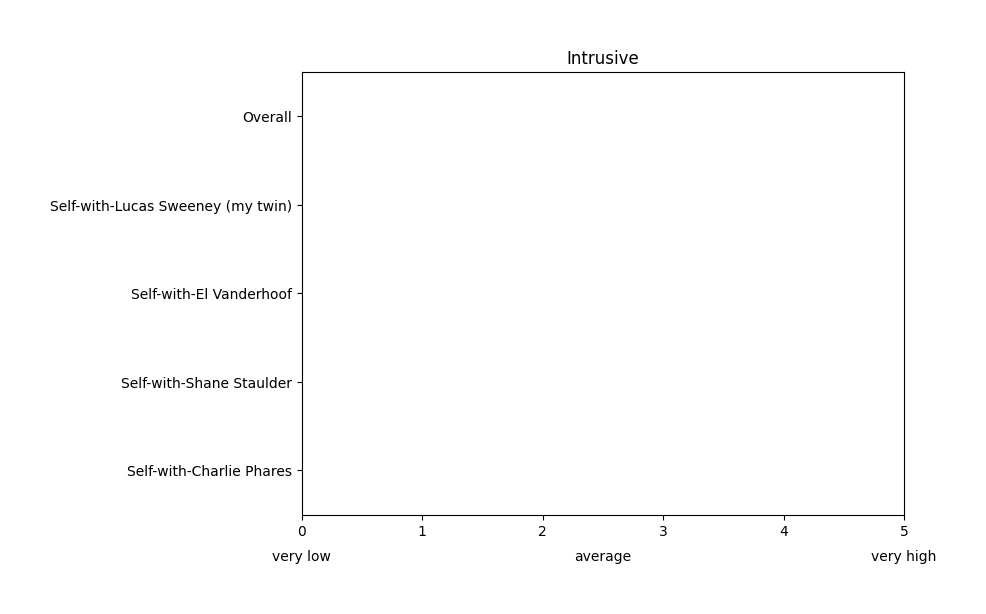 Intrusive
Overall
Self-with-Lucas Sweeney (my twin)
Self-with-El Vanderhoof
Self-with-Shane Staulder
Self-with-Charlie Phares
0 1 2 3 4 5
very low average very high